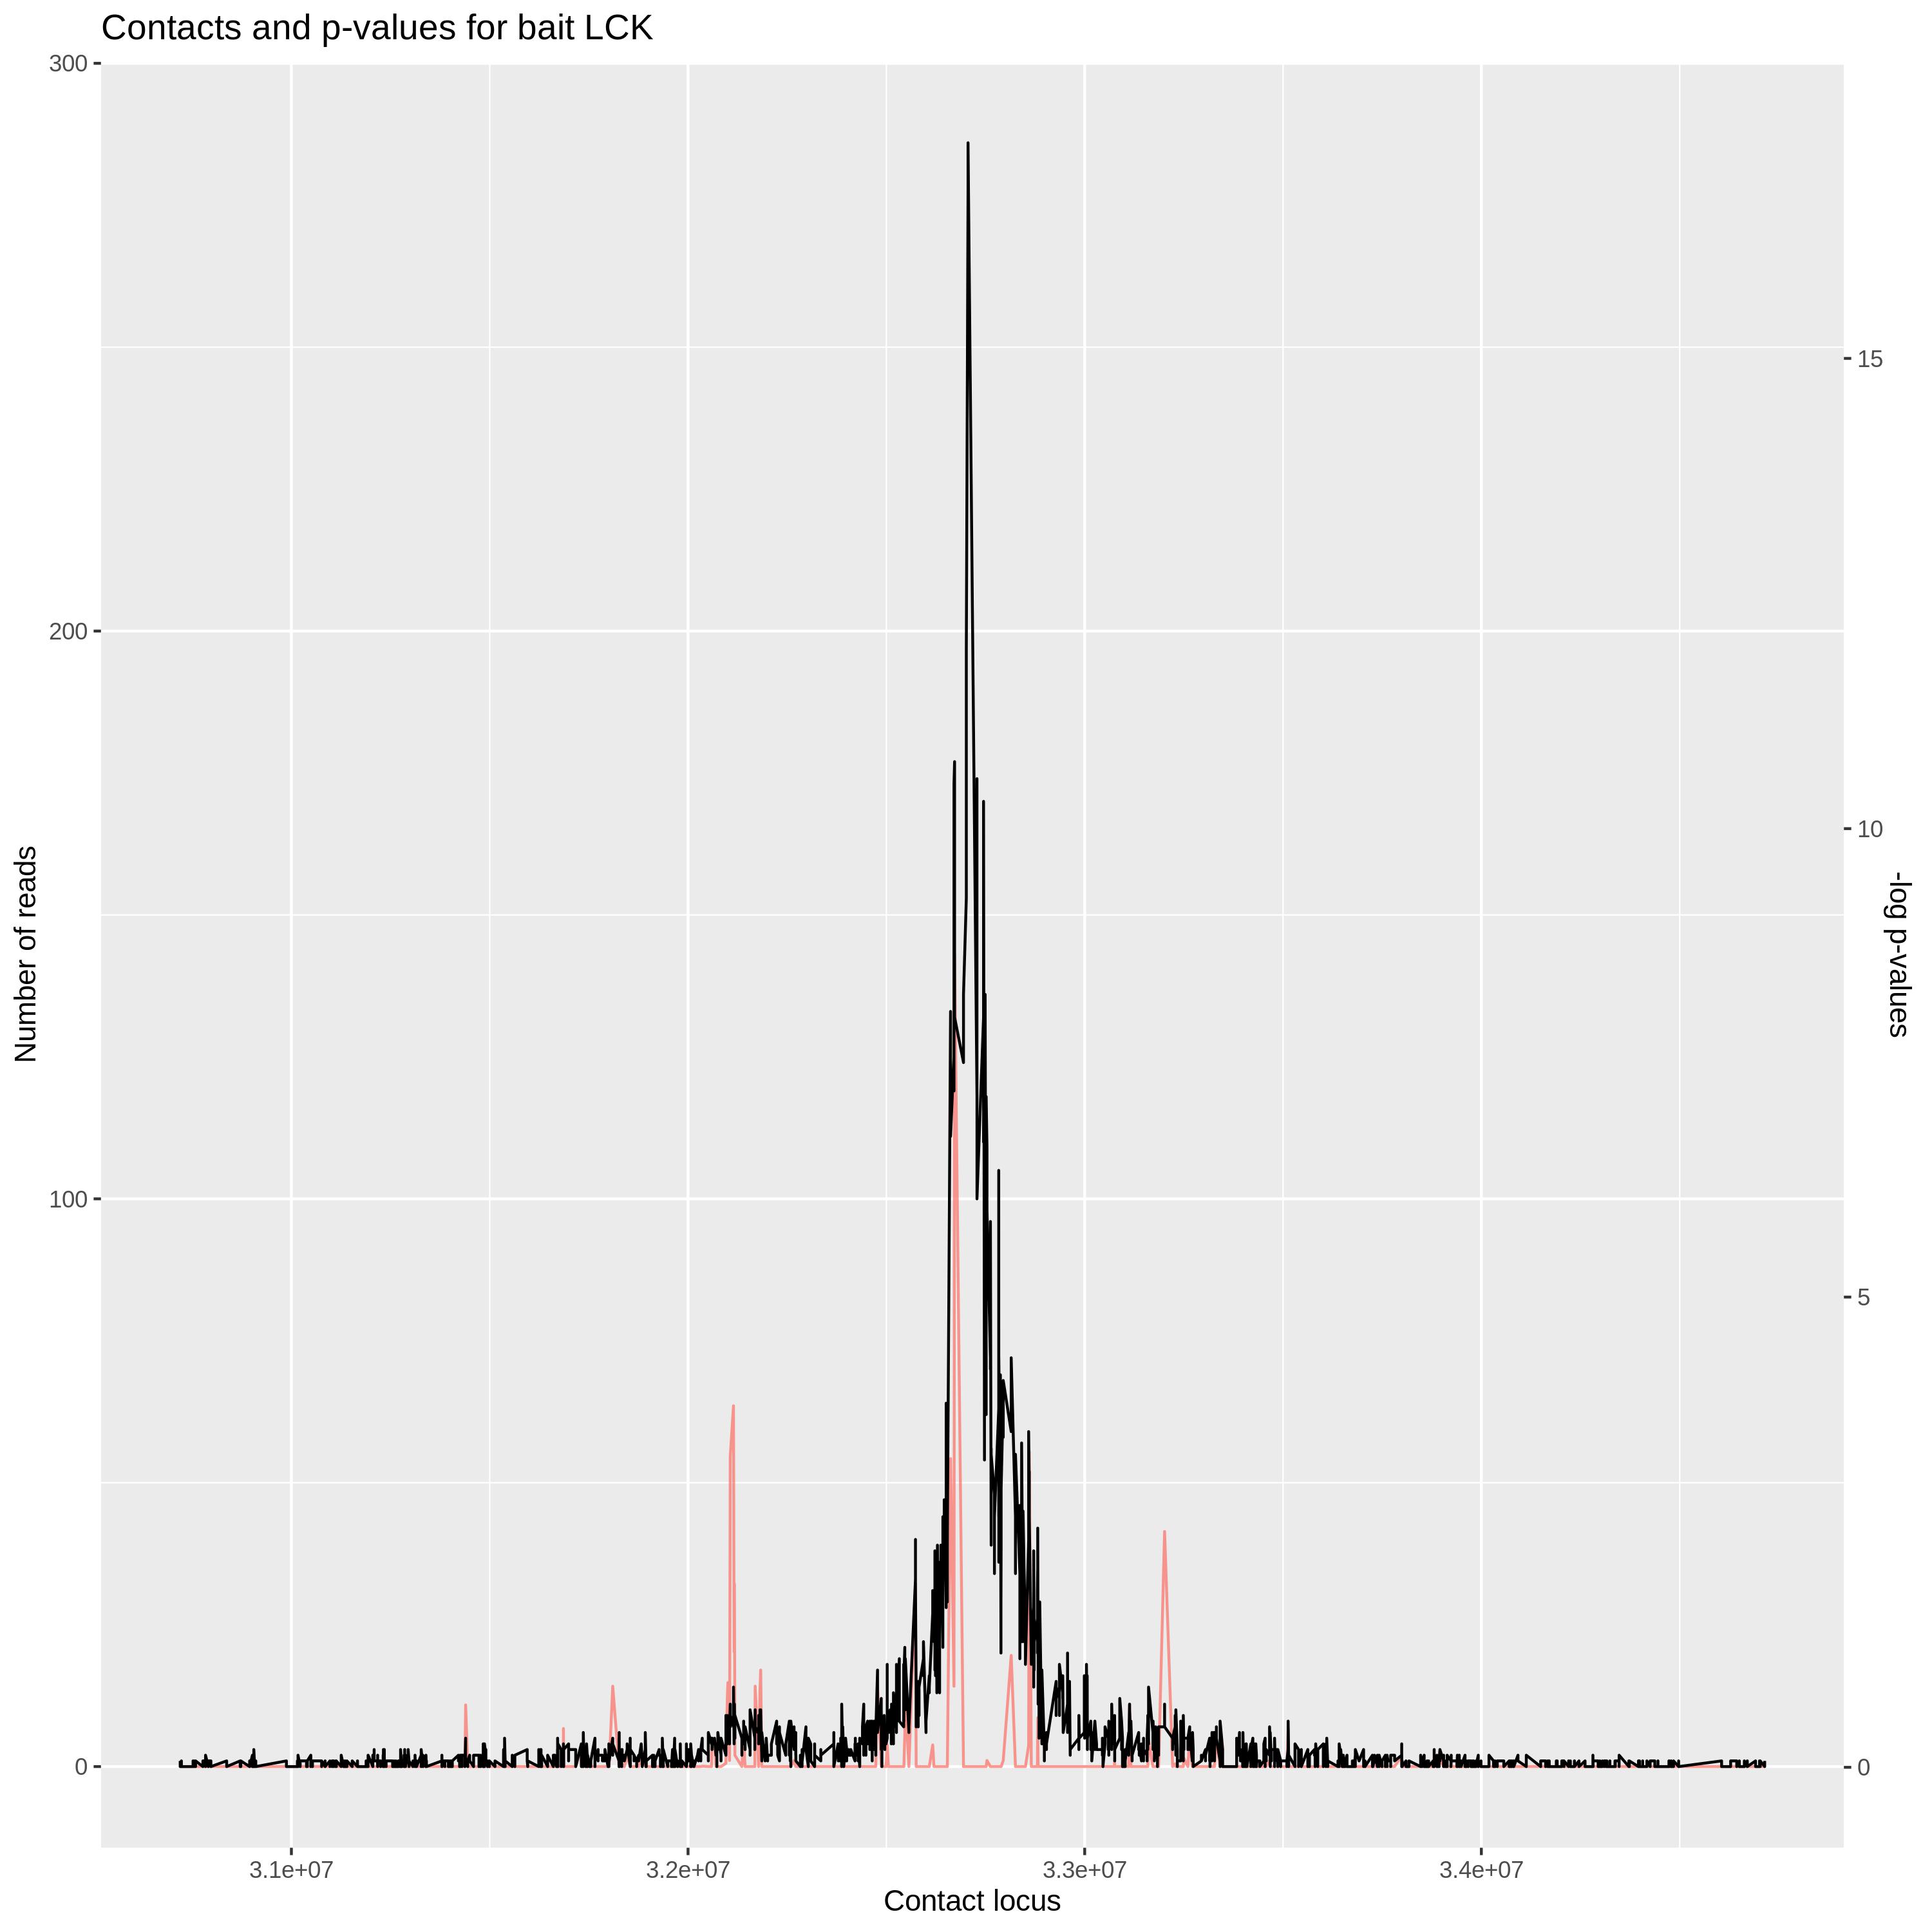 Contacts and p-values for bait LCK
300
200
100
0
Number of reads
15
10
5
0
-log p-values
3.1e+07
3.2e+07
3.3e+07
3.4e+07
Contact locus